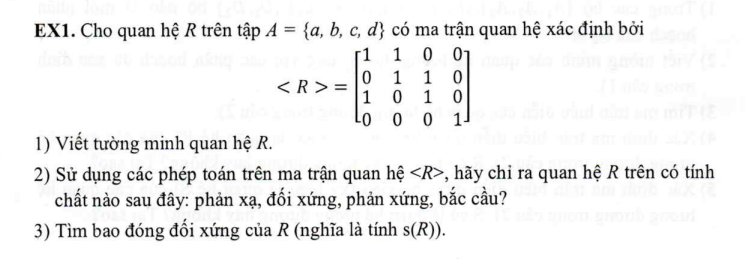 EX1. Cho quan hệ R trên tập A = {a, b, c, d} có ma trận quan hệ xác định bởi
< R > = [1 1 0 0
0 1 1 0
1 0 1 0
0 0 0 1]
1) Viết tường minh quan hệ R.
2) Sử dụng các phép toán trên ma trận quan hệ <R>, hãy chỉ ra quan hệ R trên có tính
chất nào sau đây: phản xạ, đối xứng, phản xứng, bắc cầu?
3) Tìm bao đóng đối xứng của R (nghĩa là tính s(R)).